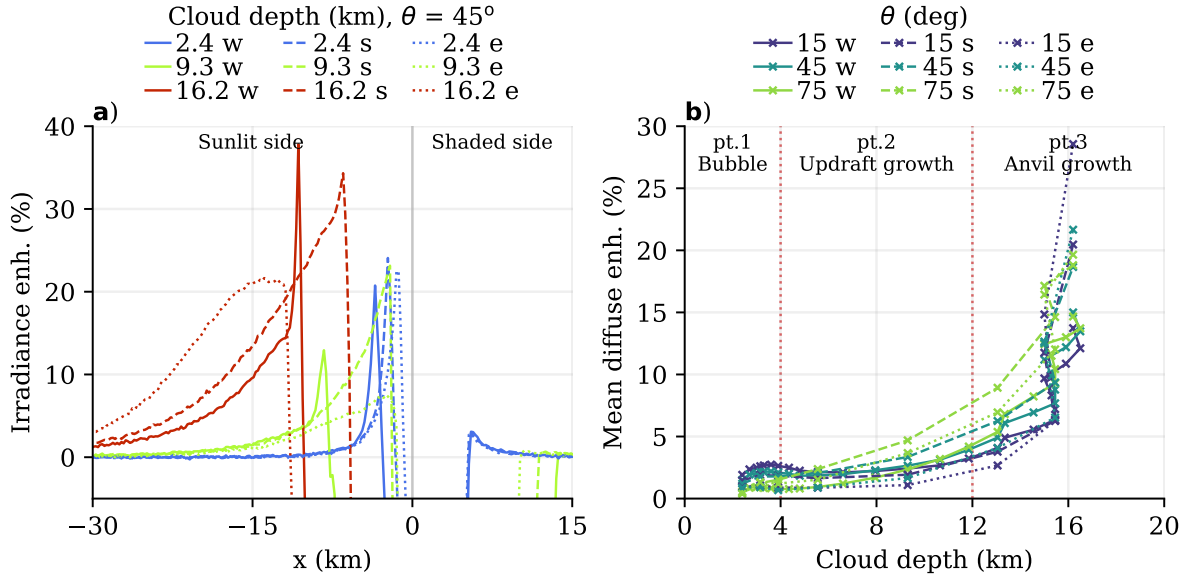 Cloud depth (km), θ = 45°
2.4 w 2.4 s 2.4 e
9.3 w 9.3 s 9.3 e
16.2 w 16.2 s 16.2 e
a)
Sunlit side Shaded side
40
30
20
10
0
Irradiance enh. (%)
−30 −15 0 15
x (km)
θ (deg)
15 w 15 s 15 e
45 w 45 s 45 e
75 w 75 s 75 e
b)
pt.1 pt.2 pt.3
Bubble Updraft growth Anvil growth
30
25
20
15
10
5
0
Mean diffuse enh. (%)
0 4 8 12 16 20
Cloud depth (km)